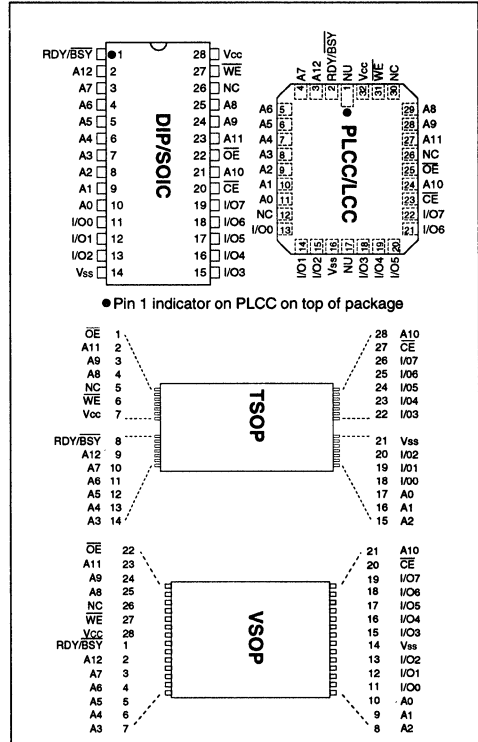 RDY/BSY 1 28 Vcc
A12 2 27 WE
A7 3 26 NC
A6 4 25 A8
A5 5 24 A9
A4 6 23 A11
A3 7 22 OE
A2 8 21 A10
A1 9 20 CE
A0 10 19 I/O7
I/O0 11 18 I/O6
I/O1 12 17 I/O5
I/O2 13 16 I/O4
Vss 14 15 I/O3
DIP/SOIC
A7 A12 RDY/BSY NU Vcc WE NC
4 3 2 1 32 31 30
A6 5 29 A8
A5 6 28 A9
A4 7 27 A11
A3 8 26 NC
A2 9 25 OE
A1 10 24 A10
A0 11 23 CE
NC 12 22 I/O7
I/O0 13 21 I/O6
14 15 16 17 18 19 20
I/O1 I/O2 Vss NU I/O3 I/O4 I/O5
PLCC/LCC
● Pin 1 indicator on PLCC on top of package
OE 1 28 A10
A11 2 27 CE
A9 3 26 I/07
A8 4 25 I/06
NC 5 24 I/05
WE 6 23 I/04
Vcc 7 22 I/03
RDY/BSY 8 21 Vss
A12 9 20 I/02
A7 10 19 I/01
A6 11 18 I/00
A5 12 17 A0
A4 13 16 A1
A3 14 15 A2
TSOP
OE 22 21 A10
A11 23 20 CE
A9 24 19 I/O7
A8 25 18 I/O6
NC 26 17 I/O5
WE 27 16 I/O4
Vcc 28 15 I/O3
RDY/BSY 1 14 Vss
A12 2 13 I/O2
A7 3 12 I/O1
A6 4 11 I/O0
A5 5 10 A0
A4 6 9 A1
A3 7 8 A2
VSOP